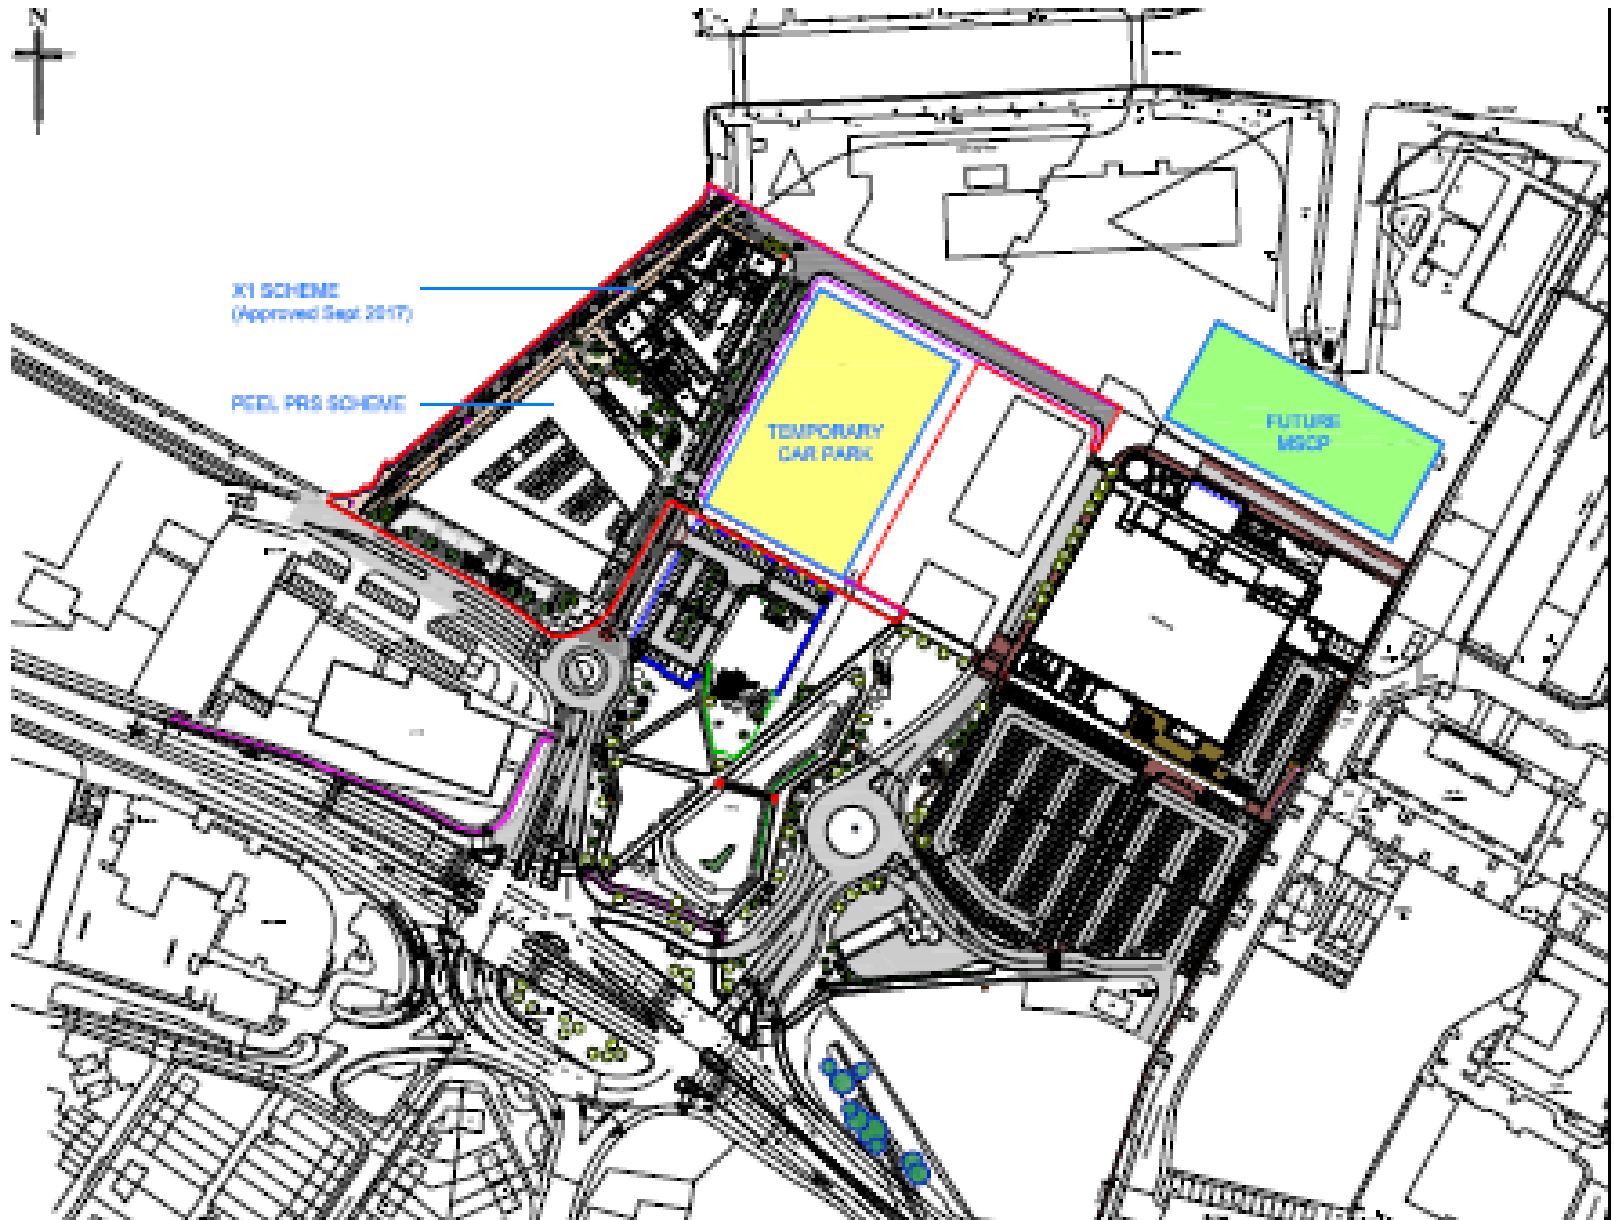 N
X1 SCHEME
(Approved Sept 2017)
PEEL PRS SCHEME
TEMPORARY
CAR PARK
FUTURE
MSCP